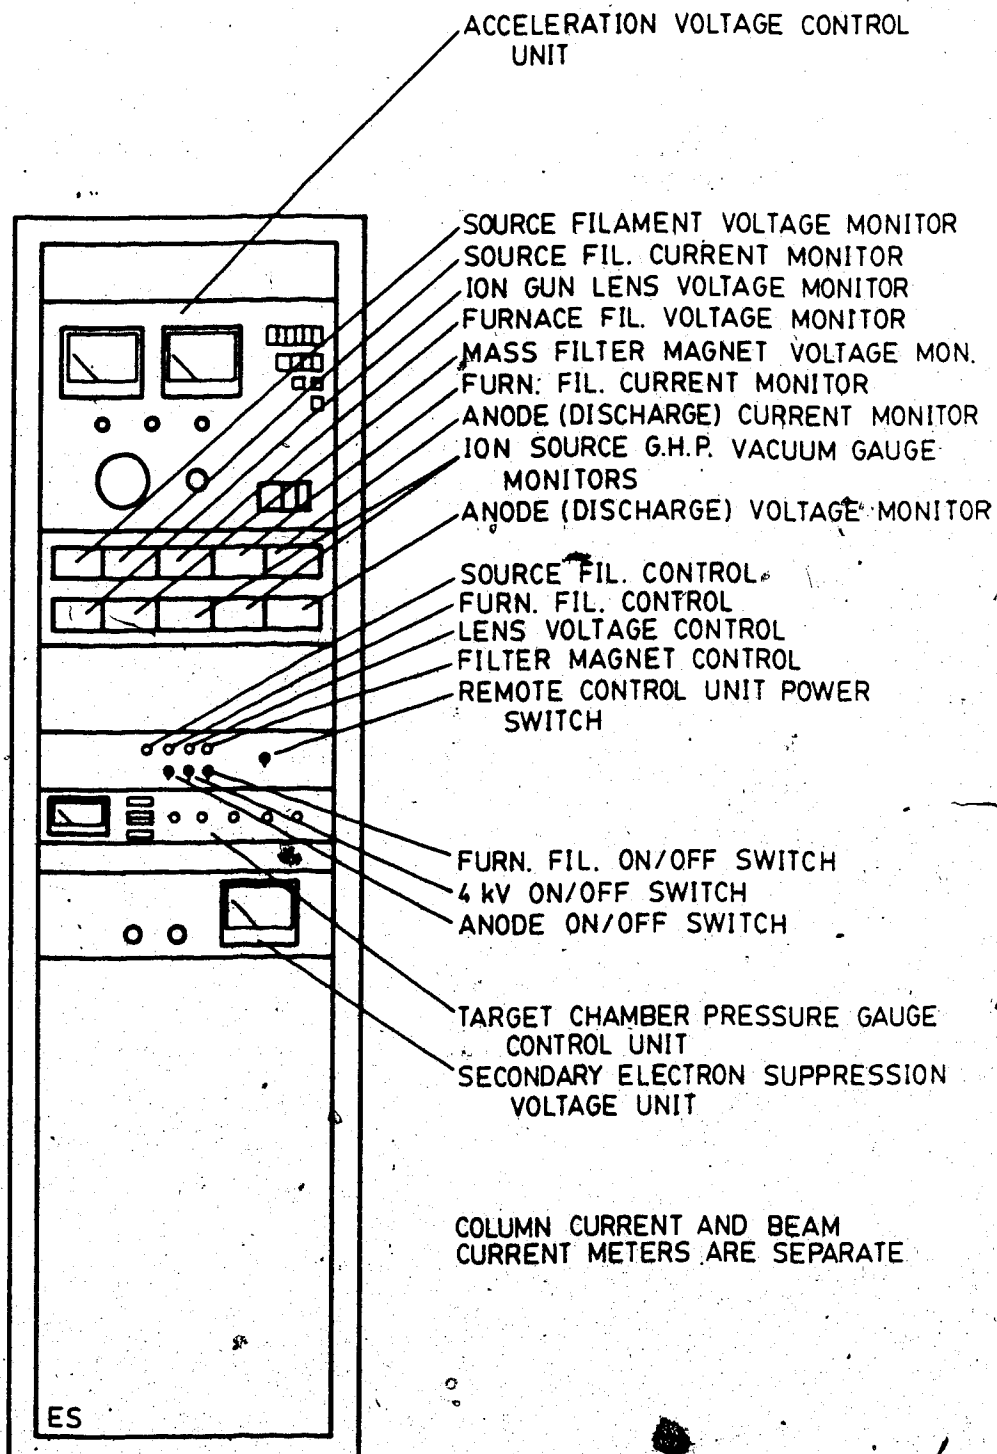 ACCELERATION VOLTAGE CONTROL
UNIT
SOURCE FILAMENT VOLTAGE MONITOR
SOURCE FIL. CURRENT MONITOR
ION GUN LENS VOLTAGE MONITOR
FURNACE FIL. VOLTAGE MONITOR
MASS FILTER MAGNET VOLTAGE MON.
FURN. FIL. CURRENT MONITOR
ANODE (DISCHARGE) CURRENT MONITOR
ION SOURCE G.H.P. VACUUM GAUGE
MONITORS
ANODE (DISCHARGE) VOLTAGE MONITOR
SOURCE FIL. CONTROL
FURN. FIL. CONTROL
LENS VOLTAGE CONTROL
FILTER MAGNET CONTROL
REMOTE CONTROL UNIT POWER
SWITCH
FURN. FIL. ON/OFF SWITCH
4 kV ON/OFF SWITCH
ANODE ON/OFF SWITCH
TARGET CHAMBER PRESSURE GAUGE
CONTROL UNIT
SECONDARY ELECTRON SUPPRESSION
VOLTAGE UNIT
COLUMN CURRENT AND BEAM
CURRENT METERS ARE SEPARATE
ES